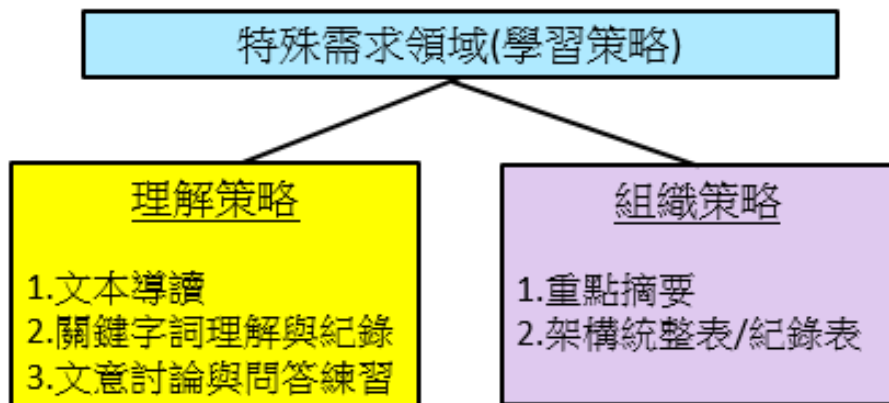 特殊需求領域(學習策略)
理解策略
1.文本導讀
2.關鍵字詞理解與紀錄
3.文意討論與問答練習
組織策略
1.重點摘要
2.架構統整表/紀錄表